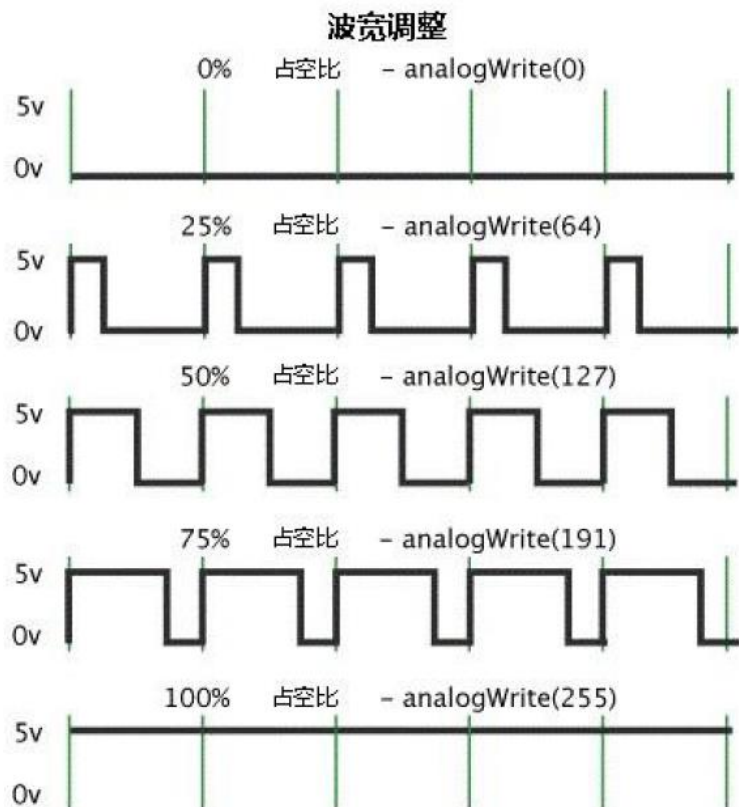 波宽调整
0% 占空比 – analogWrite(0)
5v
0v
25% 占空比 – analogWrite(64)
5v
0v
50% 占空比 – analogWrite(127)
5v
0v
75% 占空比 – analogWrite(191)
5v
0v
100% 占空比 – analogWrite(255)
5v
0v